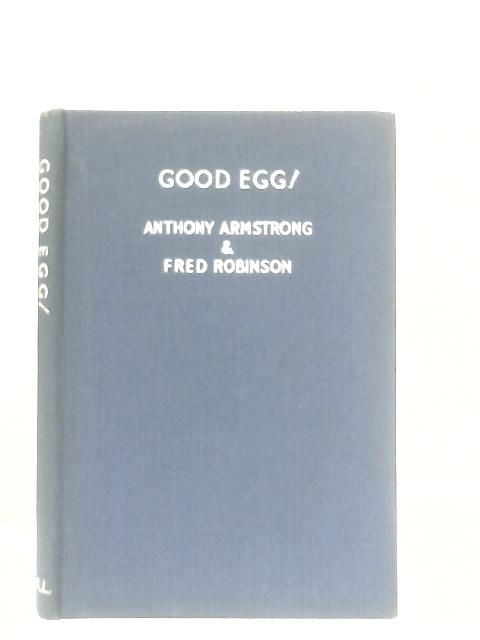 GOOD EGG!
ANTHONY ARMSTRONG
&
FRED ROBINSON
GOOD EGG!